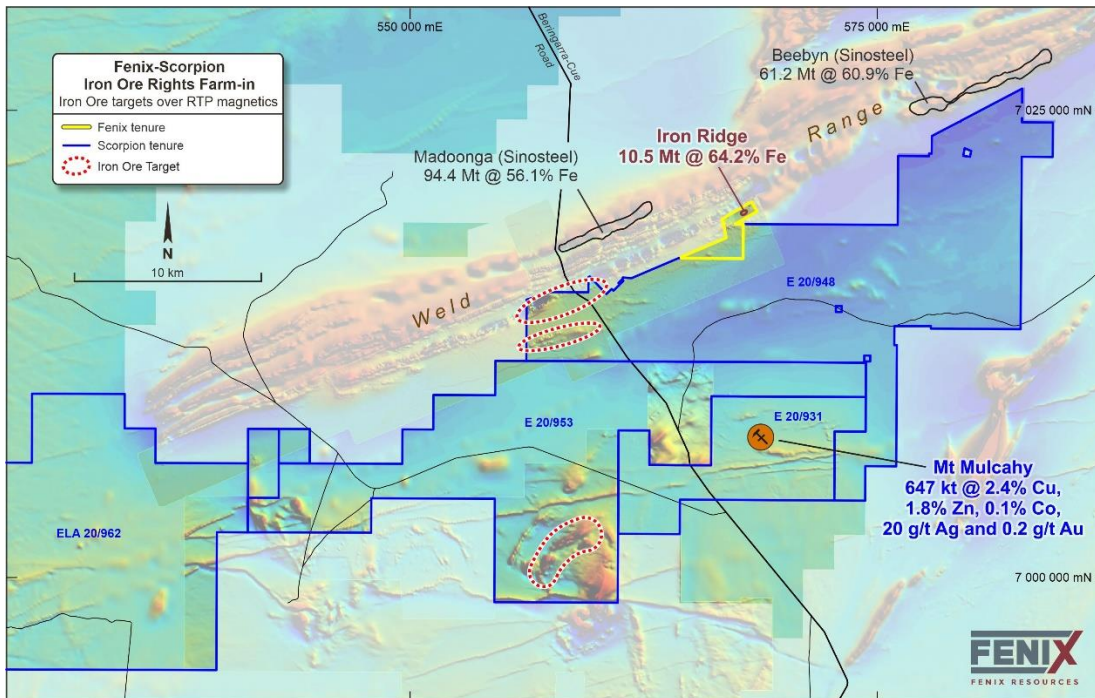 550 000 mE
575 000 mE
Beringarra-Cue
Road
Fenix-Scorpion
Iron Ore Rights Farm-in
Iron Ore targets over RTP magnetics
Fenix tenure
Scorpion tenure
Iron Ore Target
Beebyn (Sinosteel)
61.2 Mt @ 60.9% Fe
7 025 000 mN
Iron Ridge
10.5 Mt @ 64.2% Fe
Madoonga (Sinosteel)
94.4 Mt @ 56.1% Fe
Weld Range
N
10 km
E 20/948
E 20/953
E 20/931
Mt Mulcahy
647 kt @ 2.4% Cu,
1.8% Zn, 0.1% Co,
20 g/t Ag and 0.2 g/t Au
ELA 20/962
7 000 000 mN
FENIX
FENIX RESOURCES